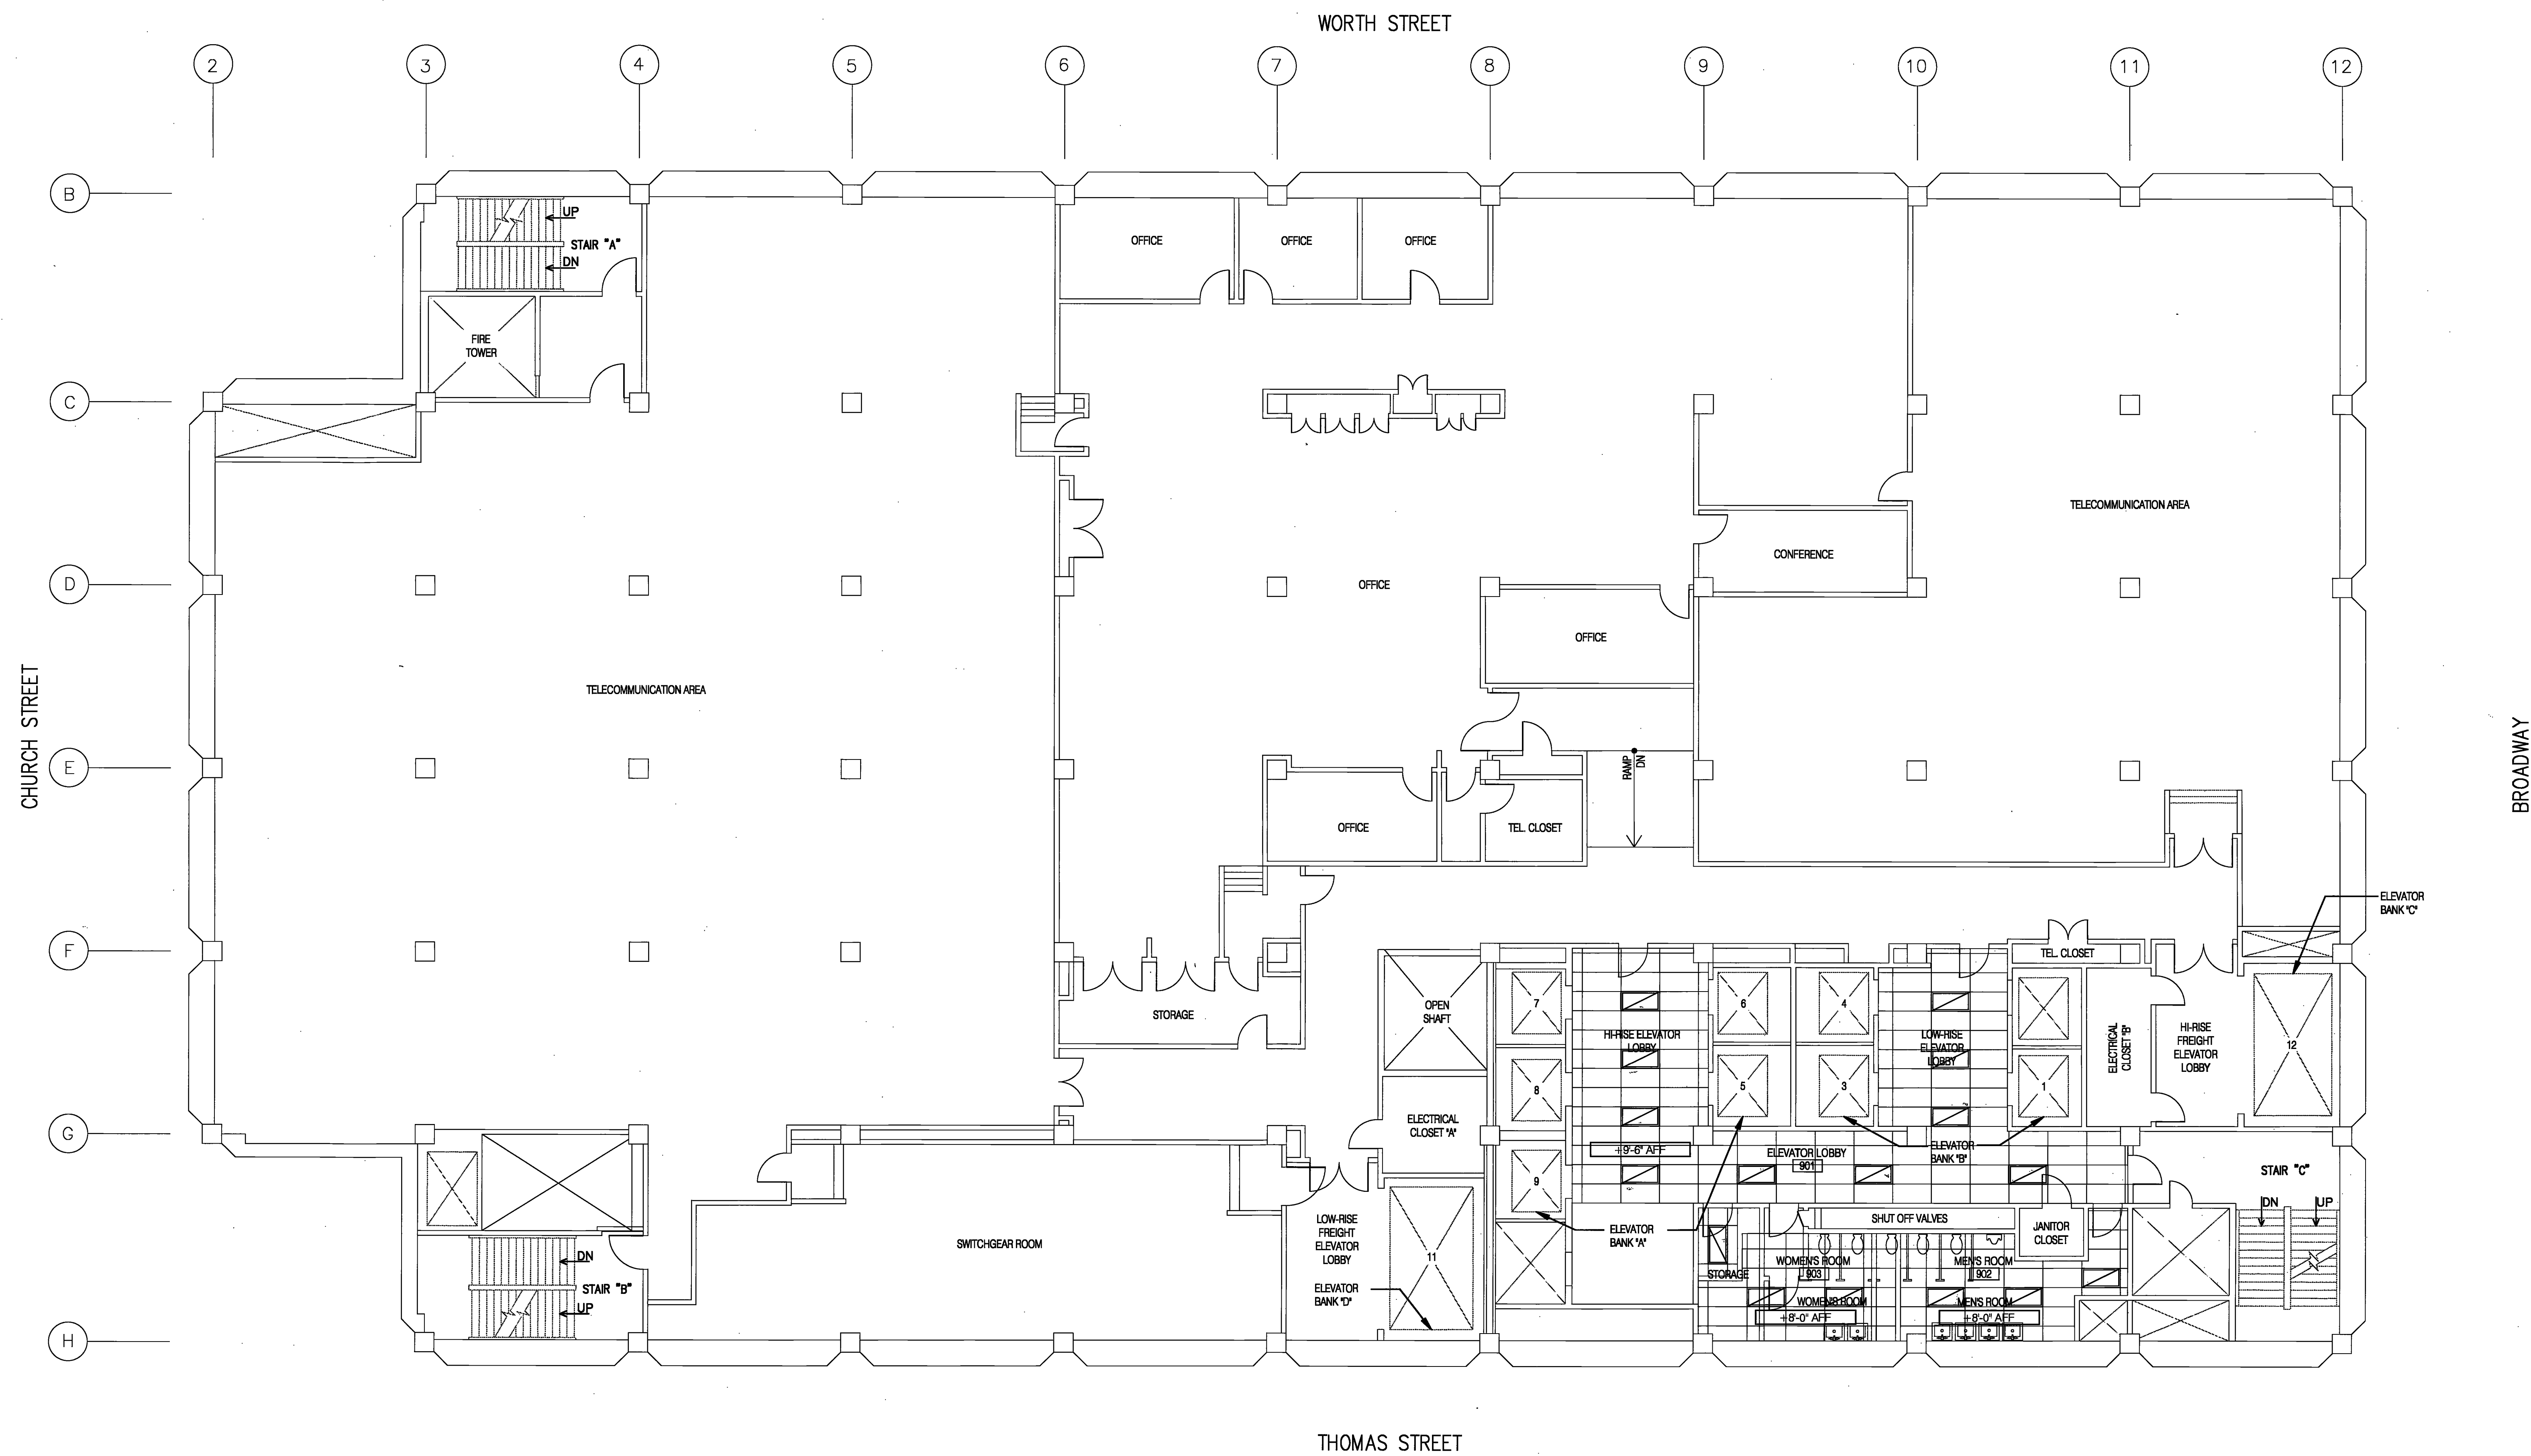 WORTH STREET
2
3
4
5
6
7
8
9
10
11
12
B
C
D
E
F
G
H
CHURCH STREET
BROADWAY
THOMAS STREET
UP
STAIR "A"
DN
FIRE
TOWER
OFFICE
OFFICE
OFFICE
TELECOMMUNICATION AREA
CONFERENCE
OFFICE
OFFICE
TELECOMMUNICATION AREA
RAMP
DN
OFFICE
TEL. CLOSET
ELEVATOR
BANK "C"
TEL. CLOSET
STORAGE
OPEN
SHAFT
7
HI-RISE ELEVATOR
LOBBY
6
4
LOW-RISE
ELEVATOR
LOBBY
ELECTRICAL
CLOSET "B"
HI-RISE
FREIGHT
ELEVATOR
LOBBY
12
8
5
3
1
ELECTRICAL
CLOSET "A"
+9'-6" AFF
ELEVATOR LOBBY
901
ELEVATOR
BANK "B"
STAIR "C"
DN
UP
9
ELEVATOR
BANK "A"
SHUT OFF VALVES
JANITOR
CLOSET
LOW-RISE
FREIGHT
ELEVATOR
LOBBY
11
ELEVATOR
BANK "D"
SWITCHGEAR ROOM
DN
STAIR "B"
UP
STORAGE
WOMEN'S ROOM
903
MEN'S ROOM
902
WOMEN'S ROOM
+8'-0" AFF
MEN'S ROOM
+8'-0" AFF